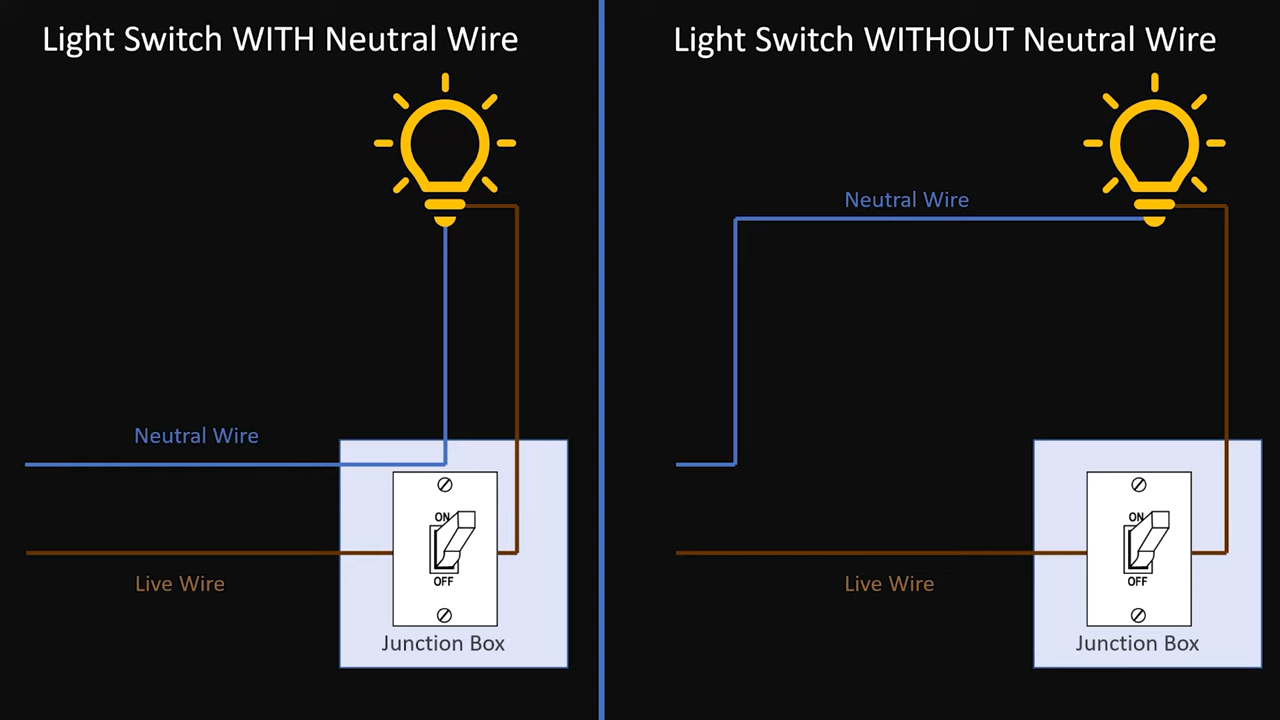 Light Switch WITH Neutral Wire
Neutral Wire
Live Wire
ON
OFF
Junction Box
Light Switch WITHOUT Neutral Wire
Neutral Wire
Live Wire
ON
OFF
Junction Box